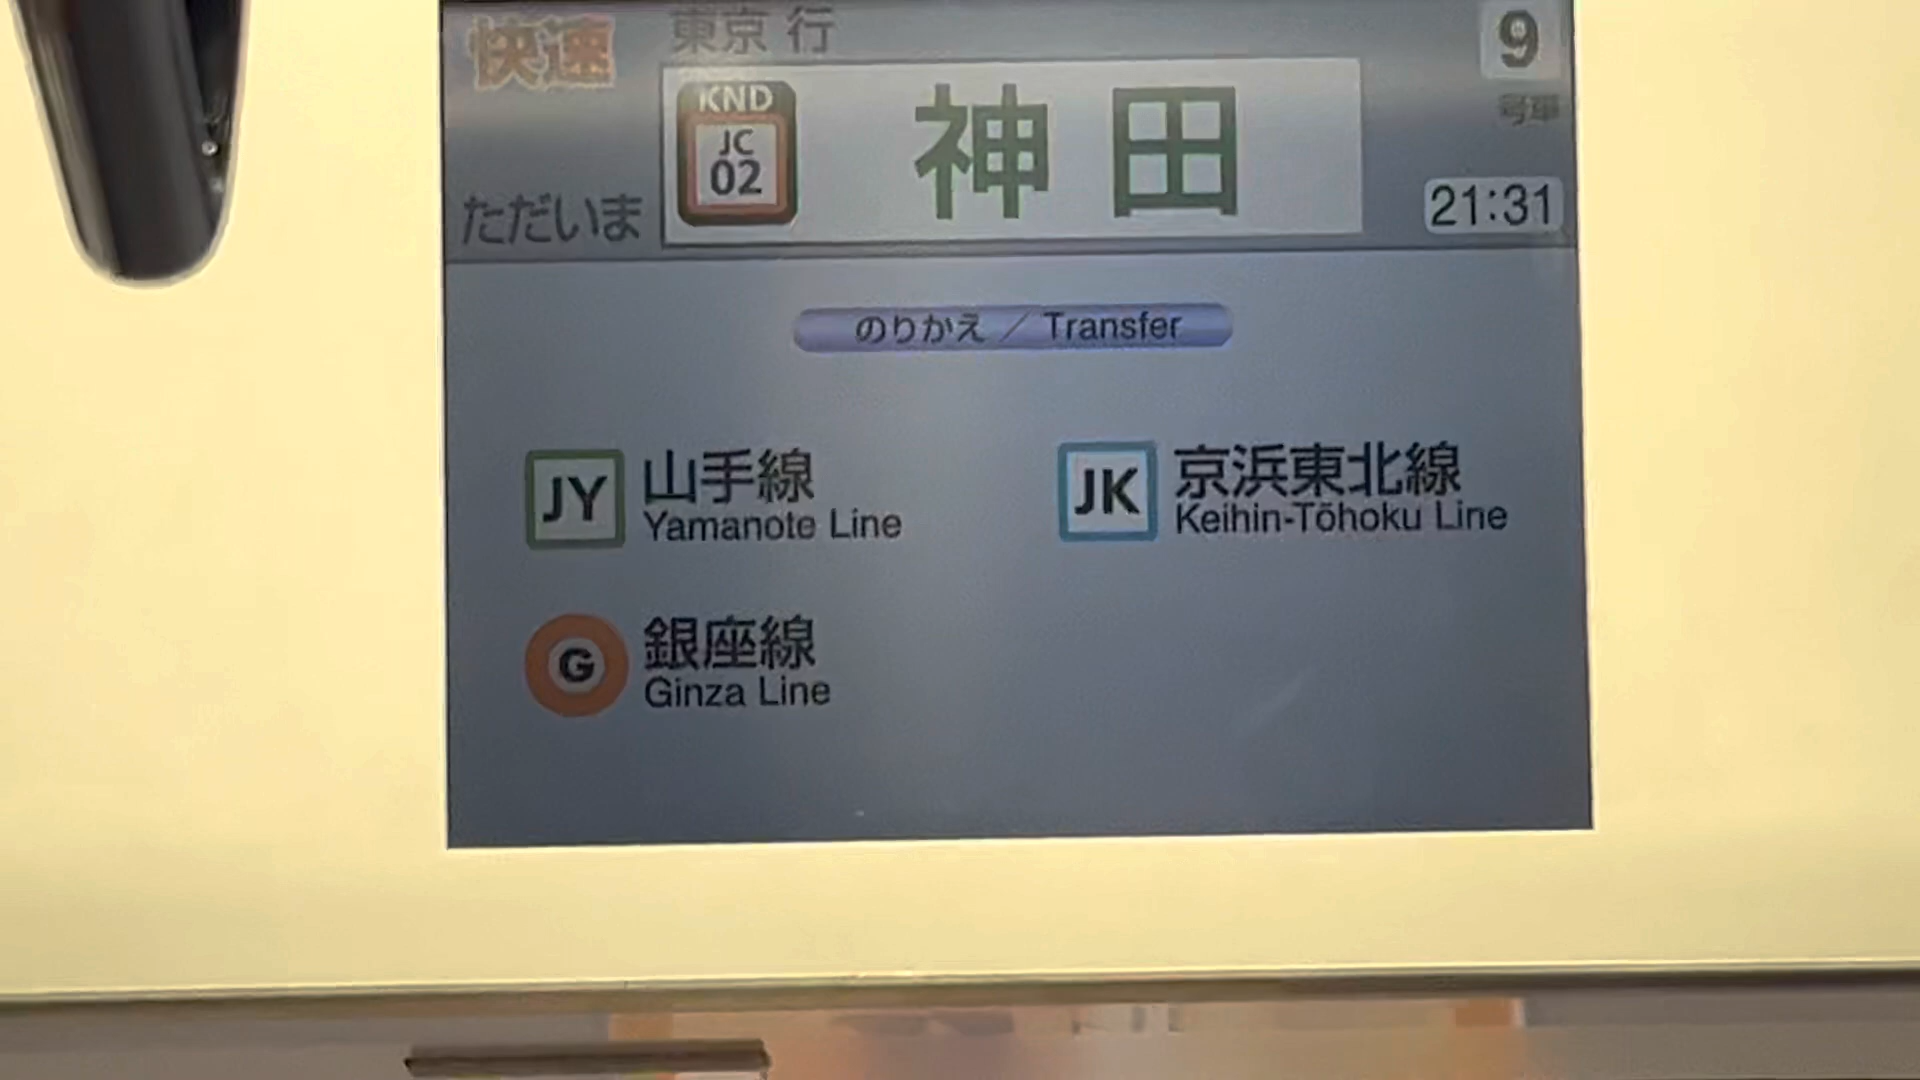 快速 東京 行 9
号車
KND
JC
02
神田
ただいま
21:31
のりかえ / Transfer
JY 山手線
Yamanote Line
JK 京浜東北線
Keihin-Tōhoku Line
G 銀座線
Ginza Line